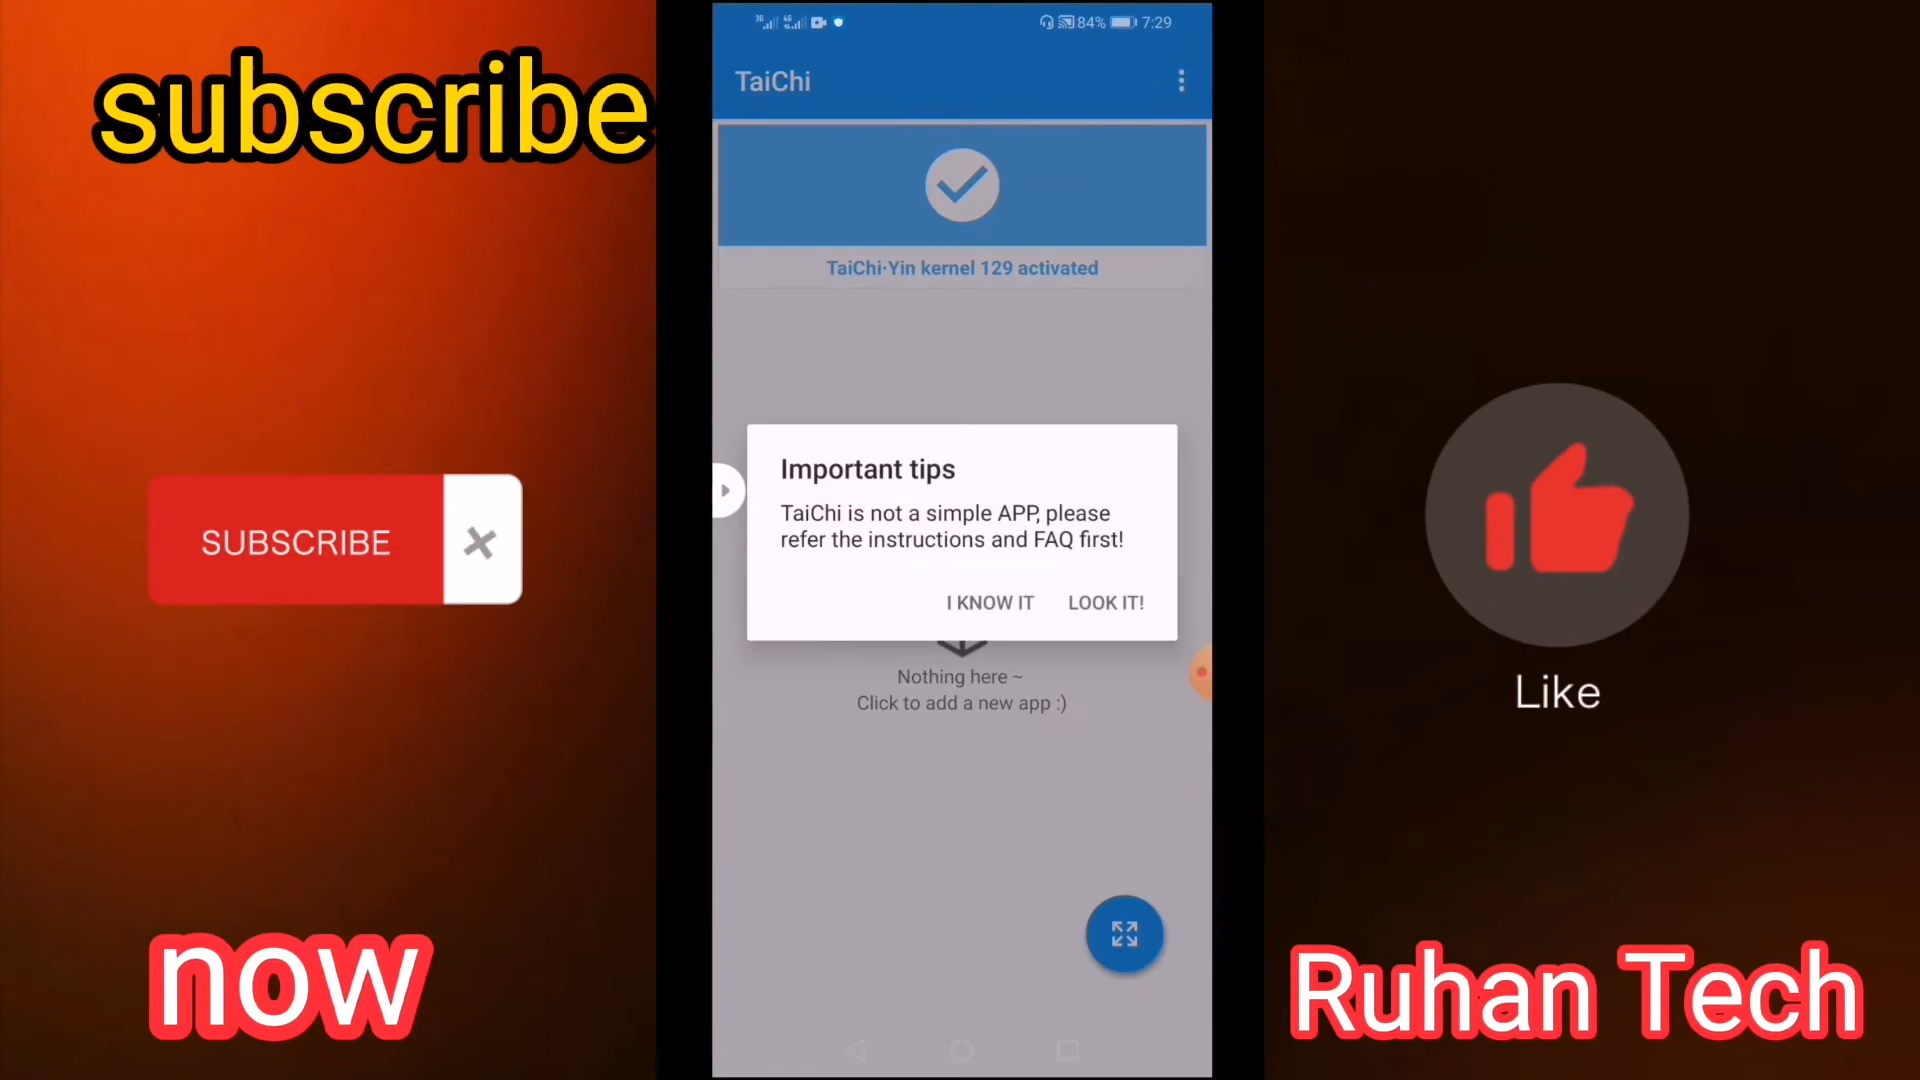 subscribe
SUBSCRIBE
now
3G 4G 84% 7:29
TaiChi
TaiChi·Yin kernel 129 activated
Important tips
TaiChi is not a simple APP, please
refer the instructions and FAQ first!
I KNOW IT LOOK IT!
Nothing here ~
Click to add a new app :)
Like
Ruhan Tech